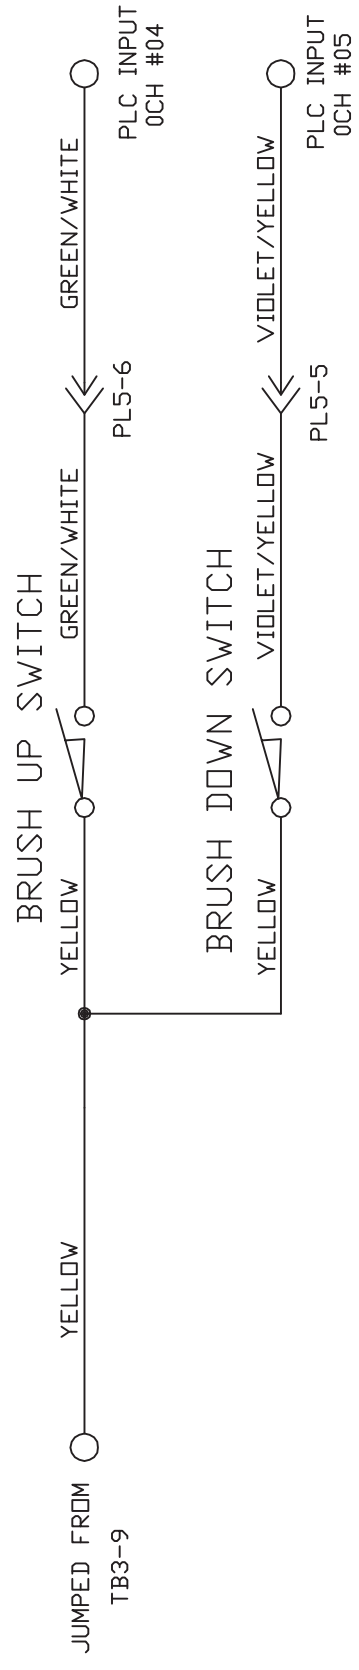 JUMPED FROM
TB3-9
YELLOW
BRUSH UP SWITCH
YELLOW
GREEN/WHITE
PL5-6
GREEN/WHITE
PLC INPUT
0CH #04
BRUSH DOWN SWITCH
YELLOW
VIOLET/YELLOW
PL5-5
VIOLET/YELLOW
PLC INPUT
0CH #05